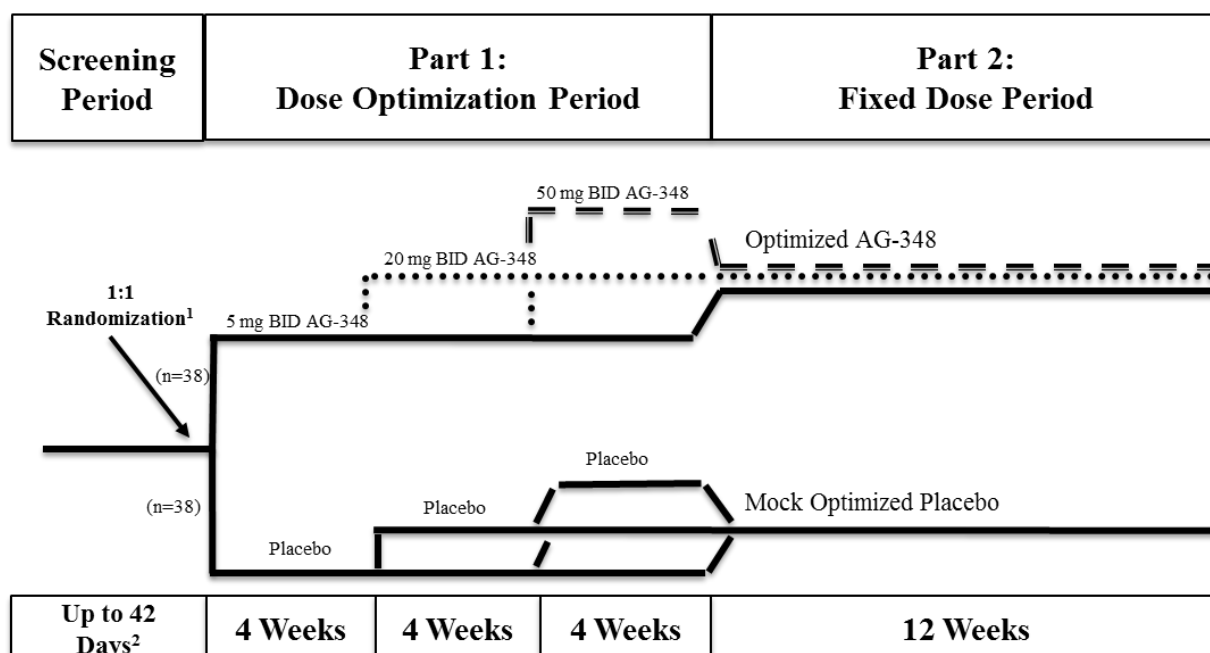 Screening
Period
Part 1:
Dose Optimization Period
Part 2:
Fixed Dose Period
50 mg BID AG-348
Optimized AG-348
20 mg BID AG-348
1:1
Randomization¹
5 mg BID AG-348
(n=38)
Placebo
(n=38)
Placebo
Mock Optimized Placebo
Placebo
Up to 42
Days²
4 Weeks
4 Weeks
4 Weeks
12 Weeks